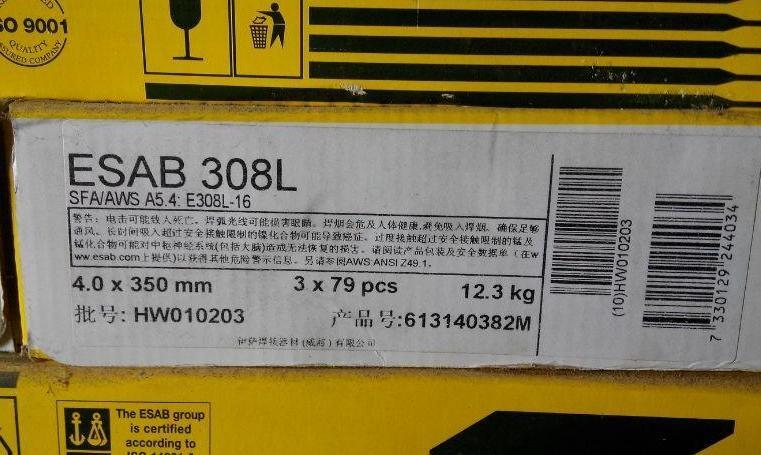 SO 9001
QUALITY
SURED COMPANY
ESAB 308L
SFA/AWS A5.4: E308L-16
警告：电击可能致人死亡。焊弧光线可能损害眼睛。焊烟会危及人体健康,避免吸入焊烟。确保足够
通风。长时间吸入超过安全接触限制的镍化合物可能导致癌症。过度接触超过安全接触限制的锰及
锰化合物可能对中枢神经系统(包括大脑)造成无法恢复的损害。请阅读产品包装及安全数据单（在w
ww.esab.com上提供)以获得其他危险警示信息。另请参阅AWS ANSI Z49.1。
4.0 x 350 mm 3 x 79 pcs 12.3 kg
批号: HW010203 产品号:613140382M
伊萨焊接器材(威海)有限公司
(10)HW010203
7 330129 244034
The ESAB group
is certified
according to